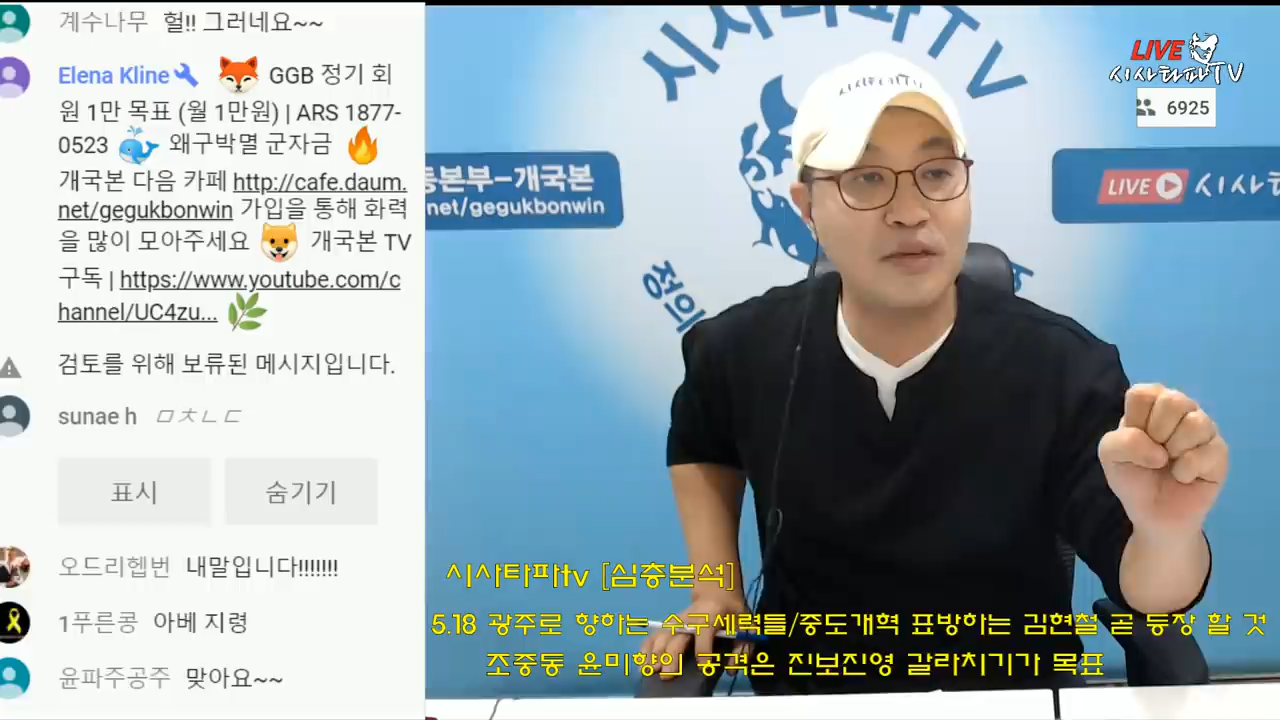 계수나무 헐!! 그러네요~~
Elena Kline GGB 정기 회
원 1만 목표 (월 1만원) | ARS 1877-
0523 왜구박멸 군자금
개국본 다음 카페 http://cafe.daum.
net/gegukbonwin 가입을 통해 화력
을 많이 모아주세요 개국본 TV
구독 | https://www.youtube.com/c
hannel/UC4zu...
검토를 위해 보류된 메시지입니다.
sunae h ㅁㅊㄴㄷ
표시 숨기기
오드리헵번 내말입니다!!!!!!!
1푸른콩 아베 지령
윤파주공주 맞아요~~
시사타파TV
LIVE
시사타파TV
6925
동본부-개국본
net/gegukbonwin
LIVE 시사
정의
시사타파TV
시사타파tv [심층분석]
5.18 광주로 향하는 수구세력들/중도개혁 표방하는 김현철 곧 등장 할 것
조중동 윤미향의 공격은 진보진영 갈라치기가 목표